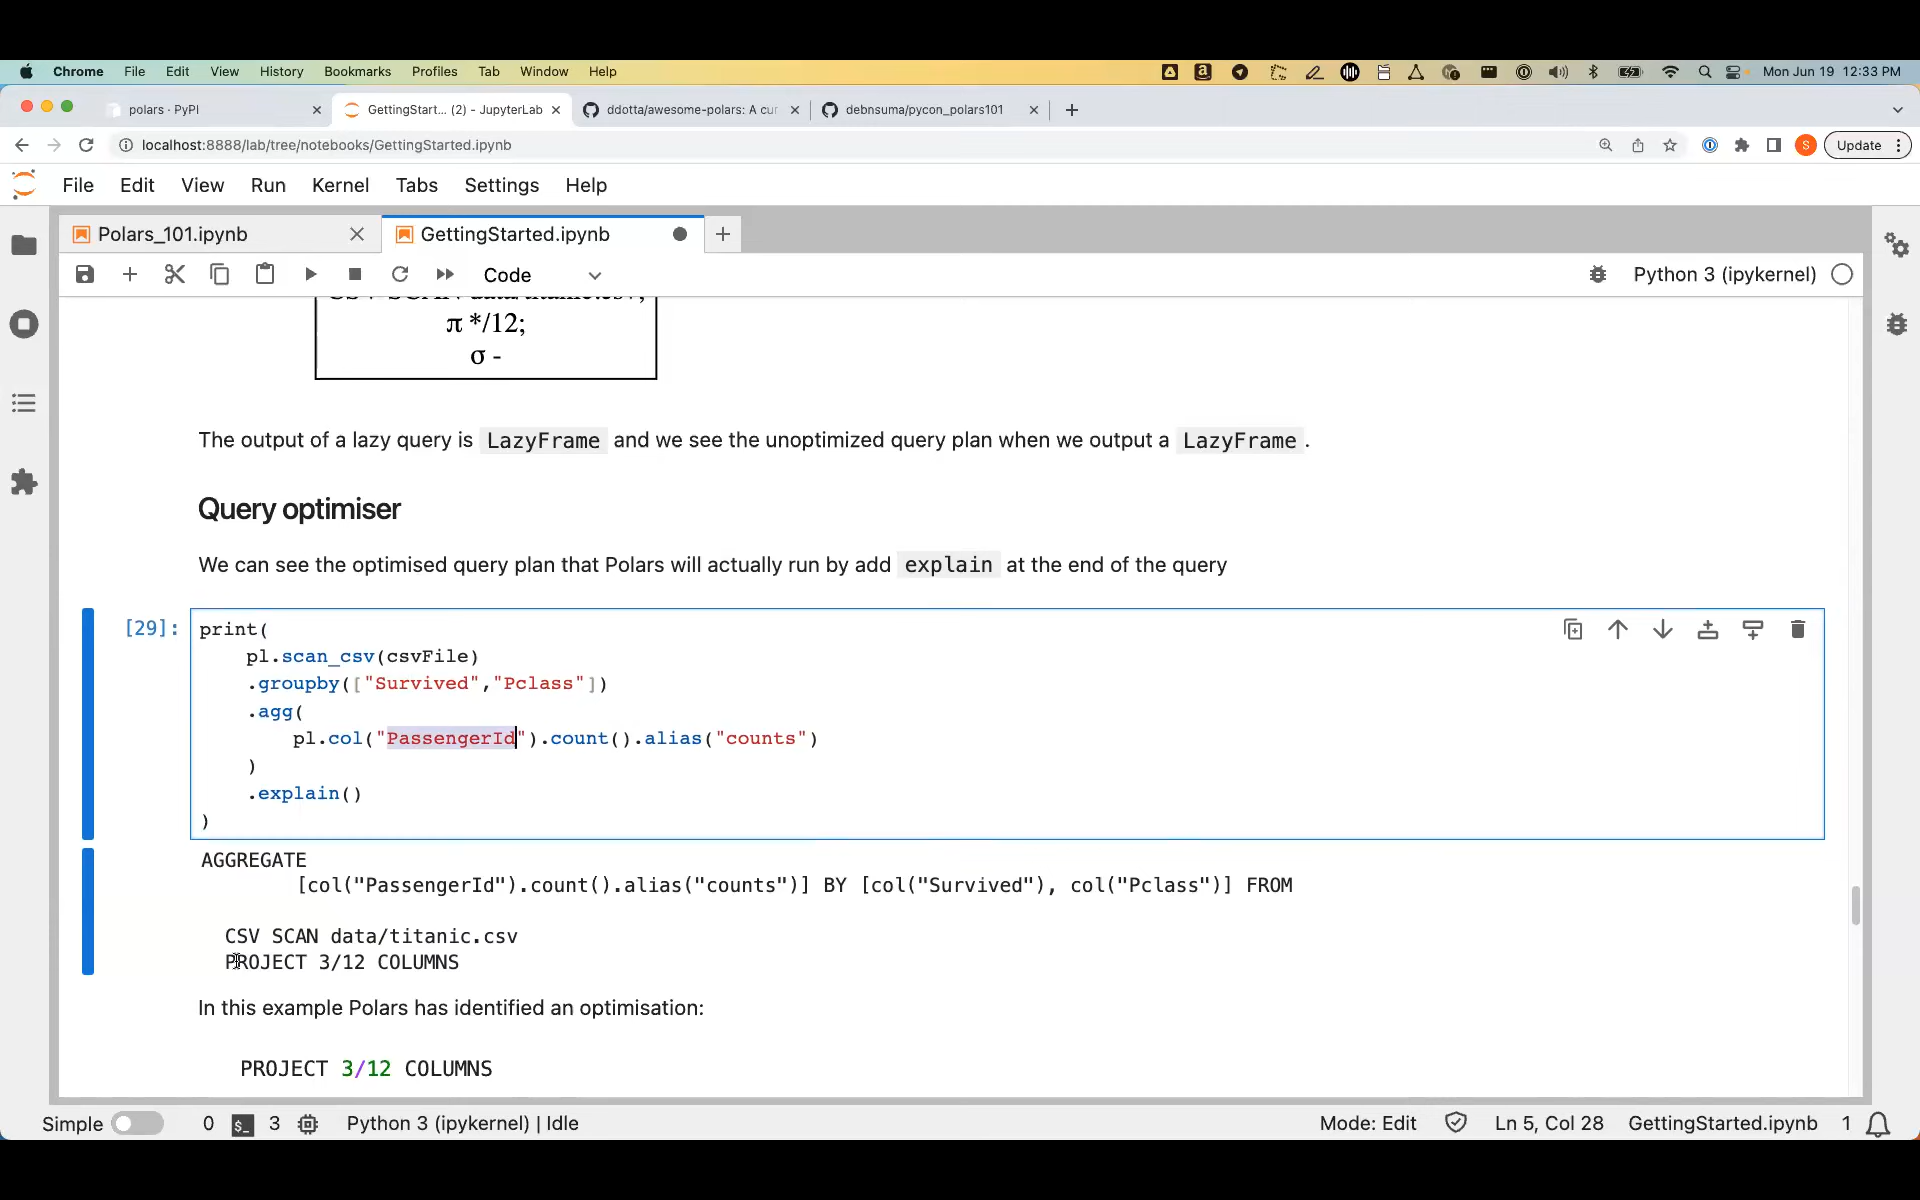 Chrome File Edit View History Bookmarks Profiles Tab Window Help Mon Jun 19 12:33 PM
polars · PyPI GettingStart... (2) - JupyterLab ddotta/awesome-polars: A cur debnsuma/pycon_polars101
localhost:8888/lab/tree/notebooks/GettingStarted.ipynb S Update
File Edit View Run Kernel Tabs Settings Help
Polars_101.ipynb GettingStarted.ipynb
Code Python 3 (ipykernel)
CSV SCAN data/titanic.csv;
π */12;
σ -
The output of a lazy query is LazyFrame and we see the unoptimized query plan when we output a LazyFrame.
Query optimiser
We can see the optimised query plan that Polars will actually run by add explain at the end of the query
[29]: print(
pl.scan_csv(csvFile)
.groupby(["Survived","Pclass"])
.agg(
pl.col("PassengerId").count().alias("counts")
)
.explain()
)
AGGREGATE
[col("PassengerId").count().alias("counts")] BY [col("Survived"), col("Pclass")] FROM
CSV SCAN data/titanic.csv
PROJECT 3/12 COLUMNS
In this example Polars has identified an optimisation:
PROJECT 3/12 COLUMNS
Simple 0 $_ 3 Python 3 (ipykernel) | Idle Mode: Edit Ln 5, Col 28 GettingStarted.ipynb 1